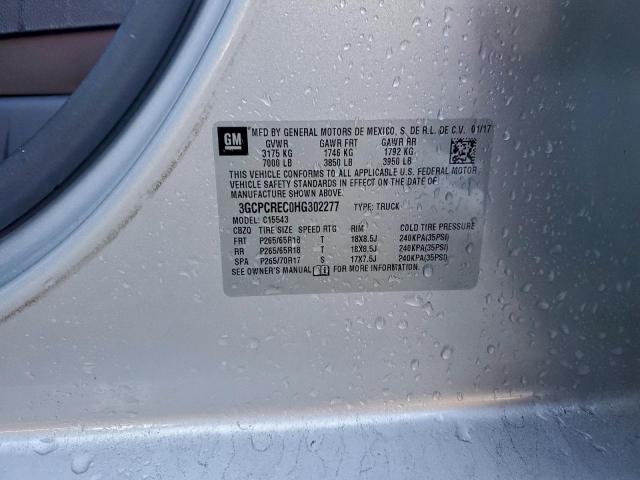 GM
MFD BY GENERAL MOTORS DE MEXICO, S. DE R.L. DE C.V. 01/17
GVWR GAWR FRT GAWR RR
3175 KG 1746 KG 1792 KG
7000 LB 3850 LB 3950 LB
THIS VEHICLE CONFORMS TO ALL APPLICABLE U.S. FEDERAL MOTOR
VEHICLE SAFETY STANDARDS IN EFFECT ON THE DATE OF
MANUFACTURE SHOWN ABOVE.
3GCPCREC0HG302277 TYPE: TRUCK
MODEL: C15543
CBZO TIRE SIZE SPEED RTG RIM COLD TIRE PRESSURE
FRT P265/65R18 T 18X8.5J 240KPA(35PSI)
RR P265/65R18 T 18X8.5J 240KPA(35PSI)
SPA P265/70R17 S 17X7.5J 240KPA(35PSI)
SEE OWNER'S MANUAL FOR MORE INFORMATION.